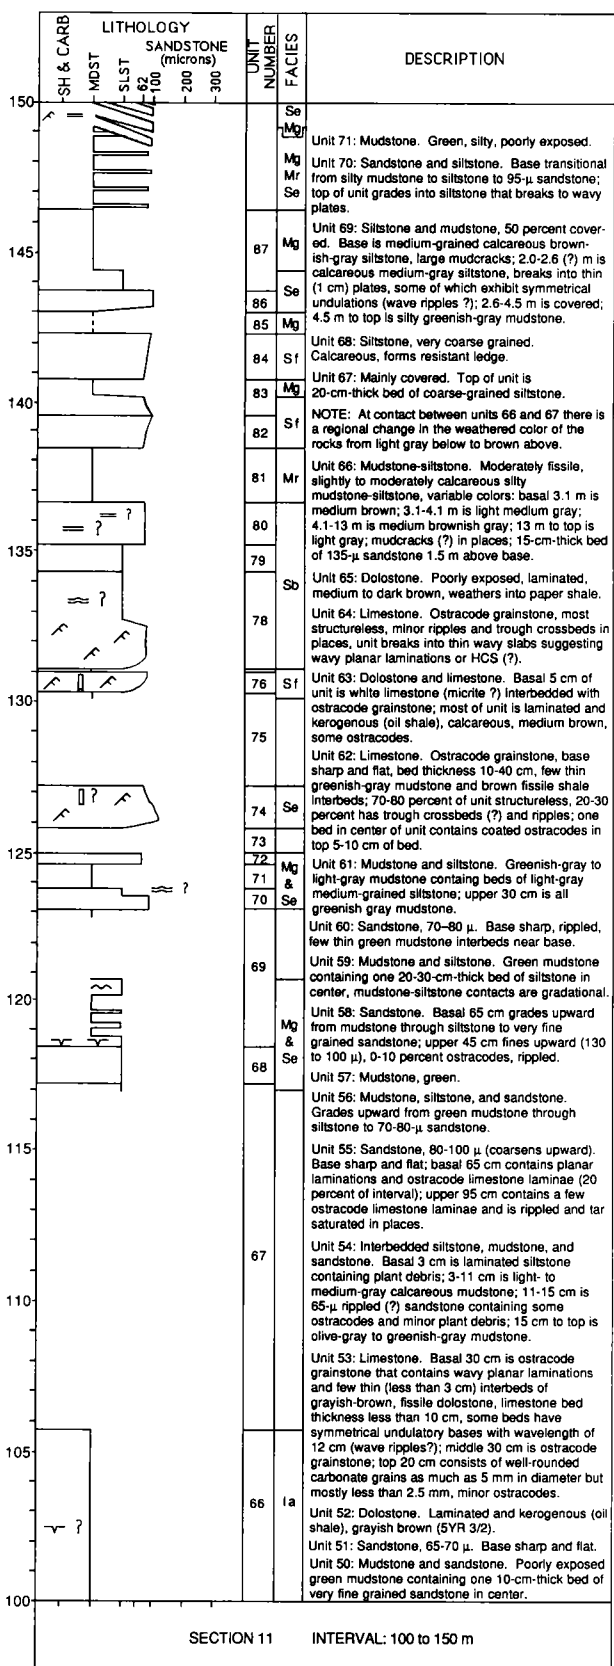 LITHOLOGY
SANDSTONE
(microns)
SH & CARB
MDST
SLST
62
100
200
300
UNIT
NUMBER
FACIES
DESCRIPTION
150
145
140
135
130
125
120
115
110
105
100
?
?
?
?
?
?
87
86
85
84
83
82
81
80
79
78
76
75
74
73
72
71
70
69
68
67
66
Se
Mg
Mg
Mr
Se
Mg
Se
Mg
Sf
Mg
Sf
Mr
Sb
Sf
Se
Mg
&
Se
Mg
&
Se
Ia
Unit 71: Mudstone. Green, silty, poorly exposed.
Unit 70: Sandstone and siltstone. Base transitional
from silty mudstone to siltstone to 95-µ sandstone;
top of unit grades into siltstone that breaks to wavy
plates.
Unit 69: Siltstone and mudstone, 50 percent cover-
ed. Base is medium-grained calcareous brown-
ish-gray siltstone, large mudcracks; 2.0-2.6 (?) m is
calcareous medium-gray siltstone, breaks into thin
(1 cm) plates, some of which exhibit symmetrical
undulations (wave ripples ?); 2.6-4.5 m is covered;
4.5 m to top is silty greenish-gray mudstone.
Unit 68: Siltstone, very coarse grained.
Calcareous, forms resistant ledge.
Unit 67: Mainly covered. Top of unit is
20-cm-thick bed of coarse-grained siltstone.
NOTE: At contact between units 66 and 67 there is
a regional change in the weathered color of the
rocks from light gray below to brown above.
Unit 66: Mudstone-siltstone. Moderately fissile,
slightly to moderately calcareous silty
mudstone-siltstone, variable colors: basal 3.1 m is
medium brown; 3.1-4.1 m is light medium gray;
4.1-13 m is medium brownish gray; 13 m to top is
light gray; mudcracks (?) in places; 15-cm-thick bed
of 135-µ sandstone 1.5 m above base.
Unit 65: Dolostone. Poorly exposed, laminated,
medium to dark brown, weathers into paper shale.
Unit 64: Limestone. Ostracode grainstone, most
structureless, minor ripples and trough crossbeds in
places, unit breaks into thin wavy slabs suggesting
wavy planar laminations or HCS (?).
Unit 63: Dolostone and limestone. Basal 5 cm of
unit is white limestone (micrite ?) interbedded with
ostracode grainstone; most of unit is laminated and
kerogenous (oil shale), calcareous, medium brown,
some ostracodes.
Unit 62: Limestone. Ostracode grainstone, base
sharp and flat, bed thickness 10-40 cm, few thin
greenish-gray mudstone and brown fissile shale
interbeds; 70-80 percent of unit structureless, 20-30
percent has trough crossbeds (?) and ripples; one
bed in center of unit contains coated ostracodes in
top 5-10 cm of bed.
Unit 61: Mudstone and siltstone. Greenish-gray to
light-gray mudstone containg beds of light-gray
medium-grained siltstone; upper 30 cm is all
greenish gray mudstone.
Unit 60: Sandstone, 70–80 µ. Base sharp, rippled,
few thin green mudstone interbeds near base.
Unit 59: Mudstone and siltstone. Green mudstone
containing one 20-30-cm-thick bed of siltstone in
center, mudstone-siltstone contacts are gradational.
Unit 58: Sandstone. Basal 65 cm grades upward
from mudstone through siltstone to very fine
grained sandstone; upper 45 cm fines upward (130
to 100 µ), 0-10 percent ostracodes, rippled.
Unit 57: Mudstone, green.
Unit 56: Mudstone, siltstone, and sandstone.
Grades upward from green mudstone through
siltstone to 70-80-µ sandstone.
Unit 55: Sandstone, 80-100 µ (coarsens upward).
Base sharp and flat; basal 65 cm contains planar
laminations and ostracode limestone laminae (20
percent of interval); upper 95 cm contains a few
ostracode limestone laminae and is rippled and tar
saturated in places.
Unit 54: Interbedded siltstone, mudstone, and
sandstone. Basal 3 cm is laminated siltstone
containing plant debris; 3-11 cm is light- to
medium-gray calcareous mudstone; 11-15 cm is
65-µ rippled (?) sandstone containing some
ostracodes and minor plant debris; 15 cm to top is
olive-gray to greenish-gray mudstone.
Unit 53: Limestone. Basal 30 cm is ostracode
grainstone that contains wavy planar laminations
and few thin (less than 3 cm) interbeds of
grayish-brown, fissile dolostone, limestone bed
thickness less than 10 cm, some beds have
symmetrical undulatory bases with wavelength of
12 cm (wave ripples?); middle 30 cm is ostracode
grainstone; top 20 cm consists of well-rounded
carbonate grains as much as 5 mm in diameter but
mostly less than 2.5 mm, minor ostracodes.
Unit 52: Dolostone. Laminated and kerogenous (oil
shale), grayish brown (5YR 3/2).
Unit 51: Sandstone, 65-70 µ. Base sharp and flat.
Unit 50: Mudstone and sandstone. Poorly exposed
green mudstone containing one 10-cm-thick bed of
very fine grained sandstone in center.
SECTION 11 INTERVAL: 100 to 150 m